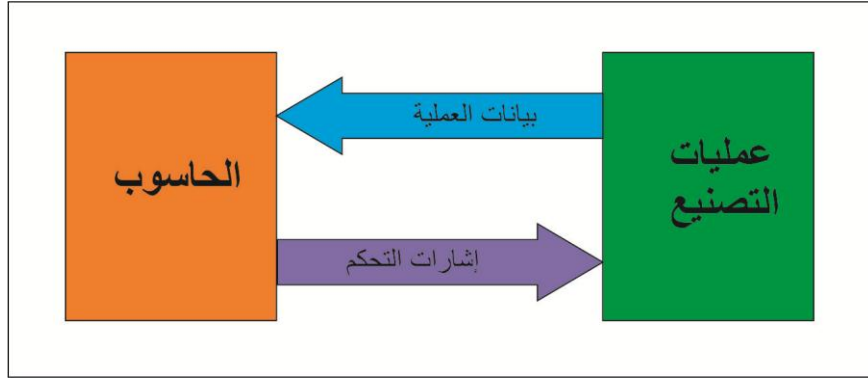 بيانات العملية
عمليات
التصنيع
الحاسوب
إشارات التحكم